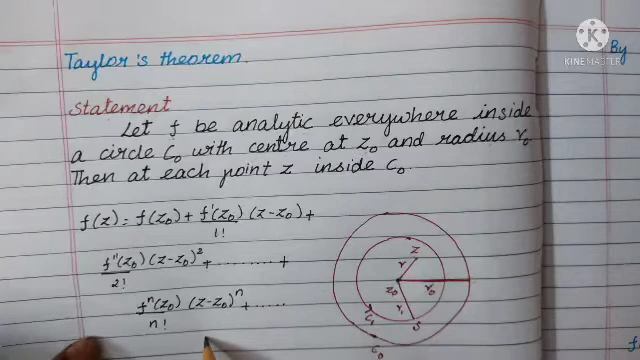 KINEMASTER
By
Taylor's theorem.
Statement
Let f be analytic everywhere inside
a circle C₀ with centre at z₀ and radius r₀.
Then at each point z inside C₀.
f(z) = f(z₀) + f'(z₀)/1! (z-z₀) +
f''(z₀)/2! (z-z₀)² + ........ +
fⁿ(z₀)/n! (z-z₀)ⁿ + ......
z
r
z₀
r₀
r₁
s
C₁
C₀
f